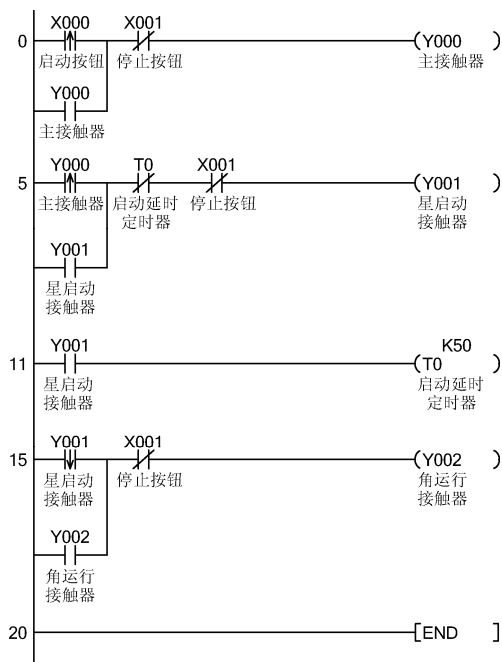 X000 X001
0 (Y000 )
启动按钮 停止按钮 主接触器
Y000
主接触器
Y000 T0 X001
5 (Y001 )
主接触器 启动延时 停止按钮 星启动
定时器 接触器
Y001
星启动
接触器
Y001 K50
11 (T0 )
星启动 启动延时
接触器 定时器
Y001 X001
15 (Y002 )
星启动 停止按钮 角运行
接触器 接触器
Y002
角运行
接触器
20 [END ]